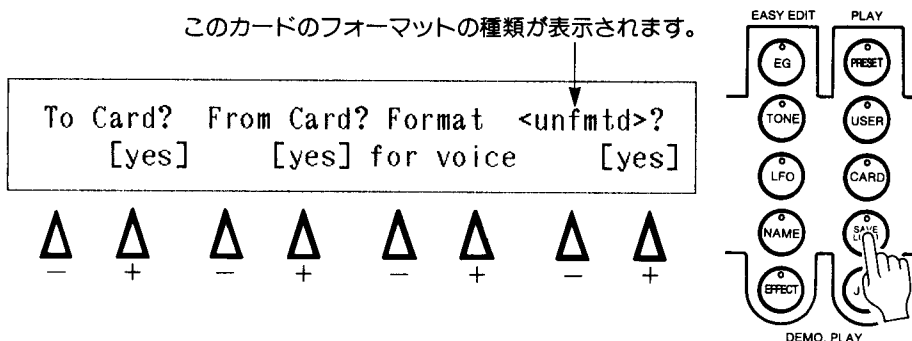 このカードのフォーマットの種類が表示されます。
To Card? From Card? Format <unfmtd>?
[yes] [yes] for voice [yes]
− + − + − + − +
EASY EDIT PLAY
EG PRESET
TONE USER
LFO CARD
NAME SAVE
EFFECT J
DEMO. PLAY